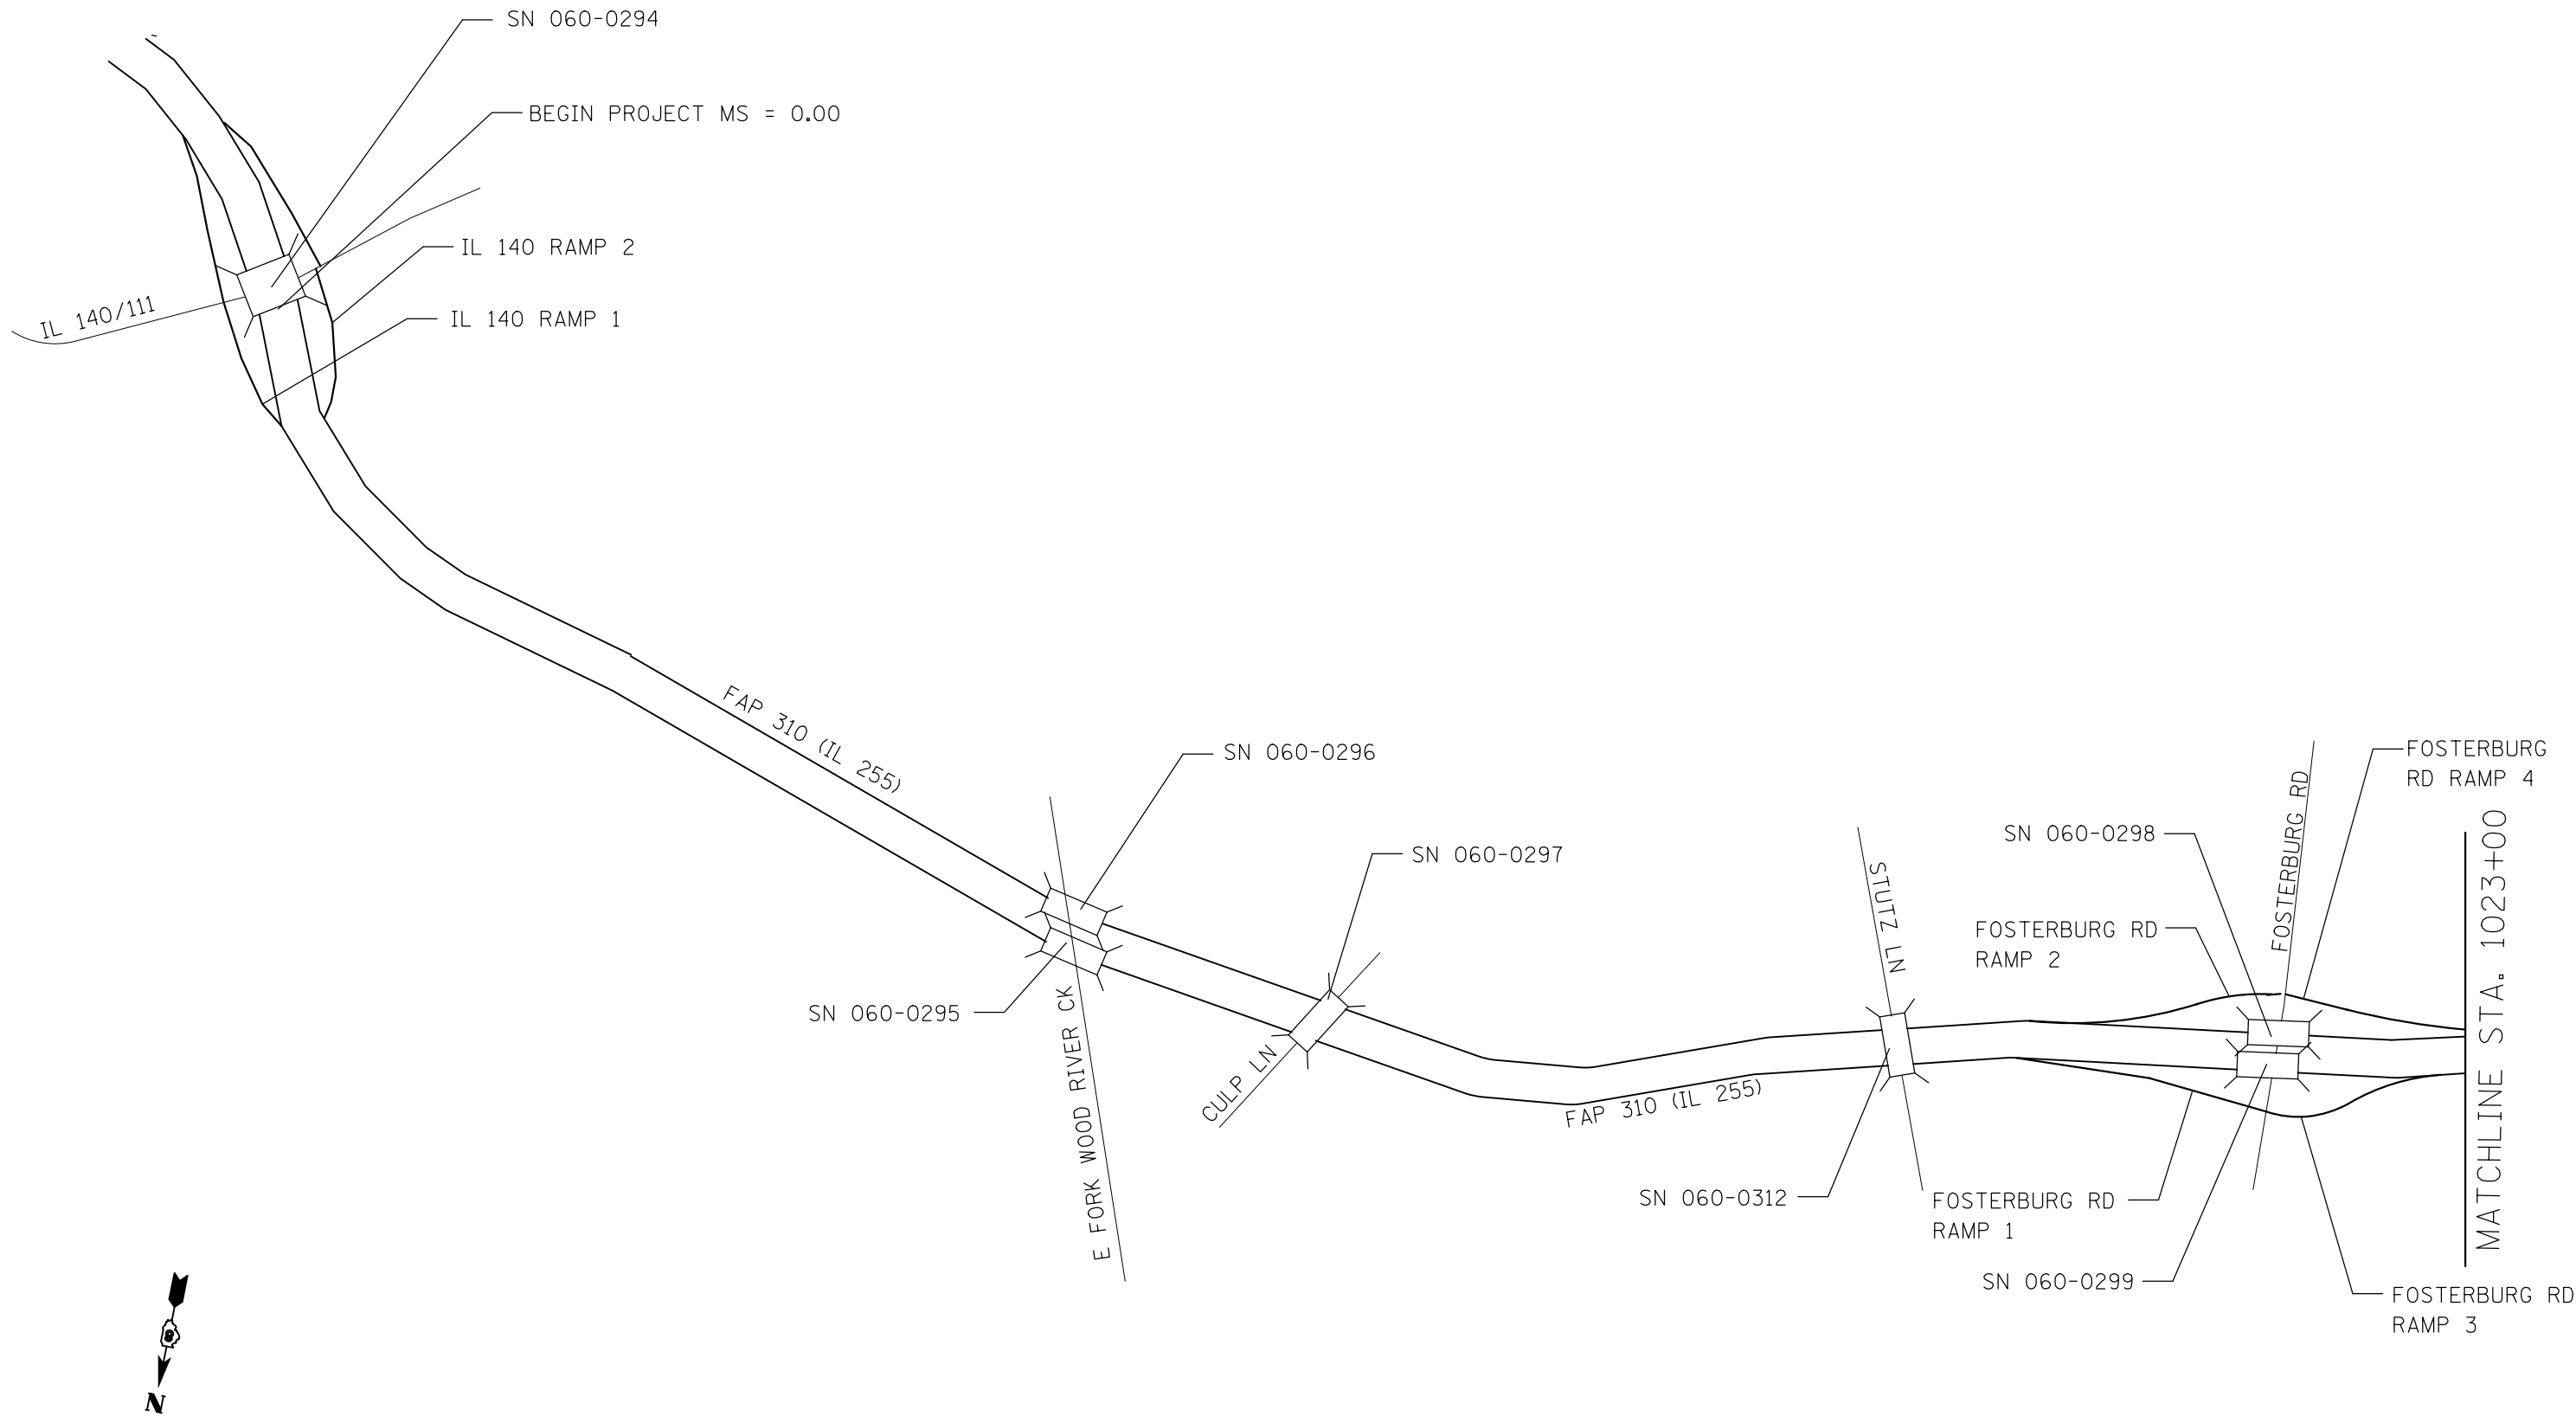 SN 060-0294
BEGIN PROJECT MS = 0.00
IL 140 RAMP 2
IL 140/111
IL 140 RAMP 1
FAP 310 (IL 255)
SN 060-0296
SN 060-0295
E FORK WOOD RIVER CK
SN 060-0297
CULP LN
FAP 310 (IL 255)
STUTZ LN
SN 060-0312
SN 060-0298
FOSTERBURG RD
RAMP 2
FOSTERBURG RD
FOSTERBURG
RD RAMP 4
FOSTERBURG RD
RAMP 1
SN 060-0299
FOSTERBURG RD
RAMP 3
MATCHLINE STA. 1023+00
8
N